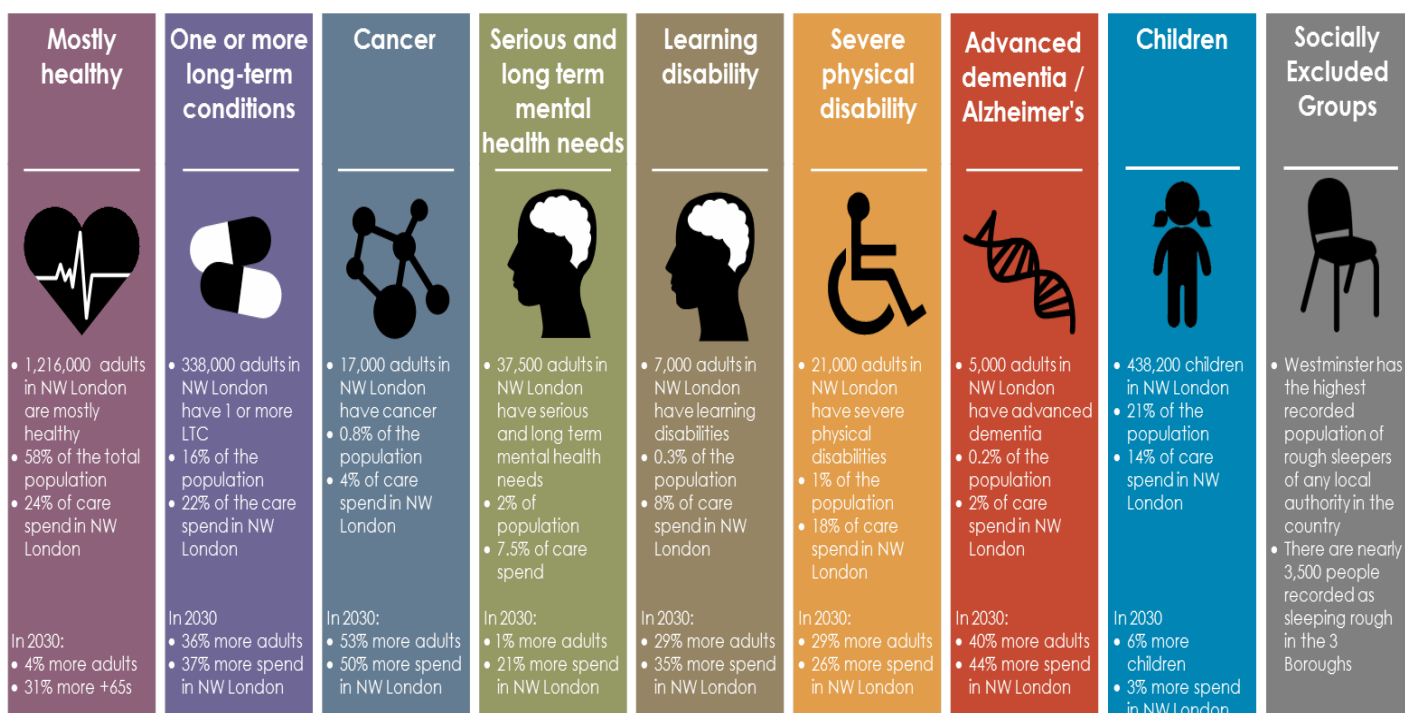 Mostly
healthy
• 1,216,000 adults
in NW London
are mostly
healthy
• 58% of the total
population
• 24% of care
spend in NW
London
In 2030:
• 4% more adults
• 31% more +65s
One or more
long-term
conditions
• 338,000 adults in
NW London
have 1 or more
LTC
• 16% of the
population
• 22% of the care
spend in NW
London
In 2030
• 36% more adults
• 37% more spend
in NW London
Cancer
• 17,000 adults in
NW London
have cancer
• 0.8% of the
population
• 4% of care
spend in NW
London
In 2030:
• 53% more adults
• 50% more spend
in NW London
Serious and
long term
mental
health needs
• 37,500 adults in
NW London
have serious
and long term
mental health
needs
• 2% of
population
• 7.5% of care
spend
In 2030:
• 1% more adults
• 21% more spend
in NW London
Learning
disability
• 7,000 adults in
NW London
have learning
disabilities
• 0.3% of the
population
• 8% of care
spend in NW
London
In 2030:
• 29% more adults
• 35% more spend
in NW London
Severe
physical
disability
• 21,000 adults in
NW London
have severe
physical
disabilities
• 1% of the
population
• 18% of care
spend in NW
London
In 2030:
• 29% more adults
• 26% more spend
in NW London
Advanced
dementia /
Alzheimer's
• 5,000 adults in
NW London
have advanced
dementia
• 0.2% of the
population
• 2% of care
spend in NW
London
In 2030:
• 40% more adults
• 44% more spend
in NW London
Children
• 438,200 children
in NW London
• 21% of the
population
• 14% of care
spend in NW
London
In 2030
• 6% more
children
• 3% more spend
in NW London
Socially
Excluded
Groups
• Westminster has
the highest
recorded
population of
rough sleepers
of any local
authority in the
country
• There are nearly
3,500 people
recorded as
sleeping rough
in the 3
Boroughs